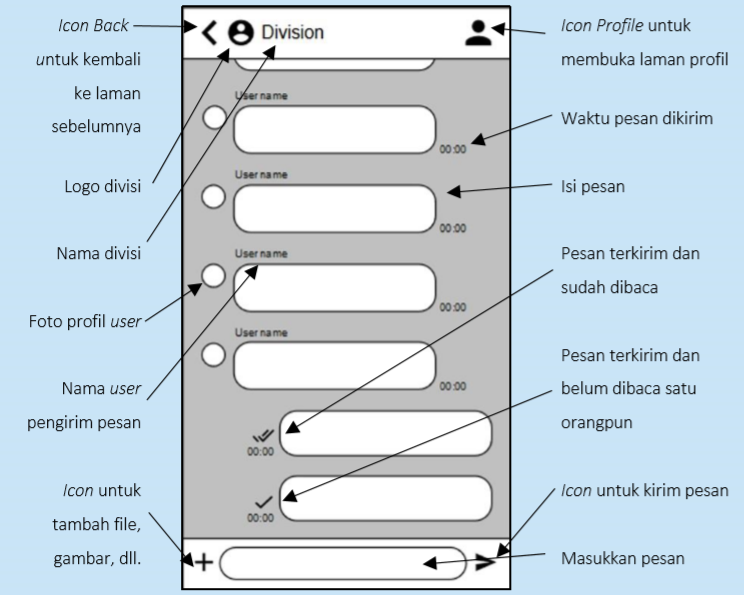 Icon Back
untuk kembali
ke laman
sebelumnya
Logo divisi
Nama divisi
Foto profil user
Nama user
pengirim pesan
Icon untuk
tambah file,
gambar, dll.
Division
User name
00:00
User name
00:00
User name
00:00
User name
00:00
00:00
00:00
Icon Profile untuk
membuka laman profil
Waktu pesan dikirim
Isi pesan
Pesan terkirim dan
sudah dibaca
Pesan terkirim dan
belum dibaca satu
orangpun
Icon untuk kirim pesan
Masukkan pesan